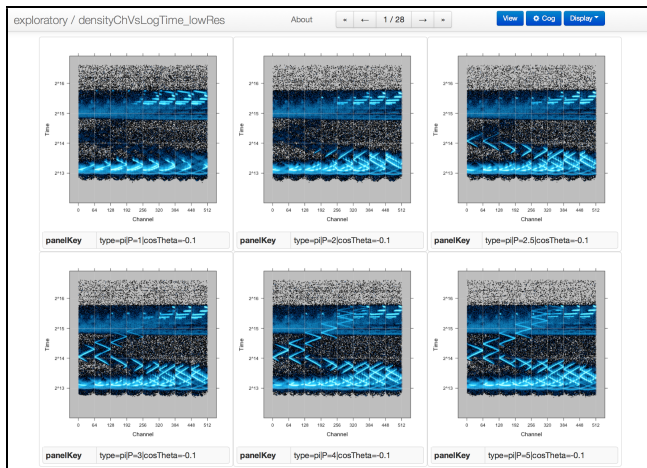 exploratory / densityChVsLogTime_lowRes About « ← 1 / 28 → » View Cog Display
2^16 2^16 2^16
2^15 2^15 2^15
Time Time Time
2^14 2^14 2^14
2^13 2^13 2^13
0 64 128 192 256 320 384 448 512 0 64 128 192 256 320 384 448 512 0 64 128 192 256 320 384 448 512
Channel Channel Channel
panelKey type=pi|P=1|cosTheta=-0.1 panelKey type=pi|P=2|cosTheta=-0.1 panelKey type=pi|P=2.5|cosTheta=-0.1
2^16 2^16 2^16
2^15 2^15 2^15
Time Time Time
2^14 2^14 2^14
2^13 2^13 2^13
0 64 128 192 256 320 384 448 512 0 64 128 192 256 320 384 448 512 0 64 128 192 256 320 384 448 512
Channel Channel Channel
panelKey type=pi|P=3|cosTheta=-0.1 panelKey type=pi|P=4|cosTheta=-0.1 panelKey type=pi|P=5|cosTheta=-0.1